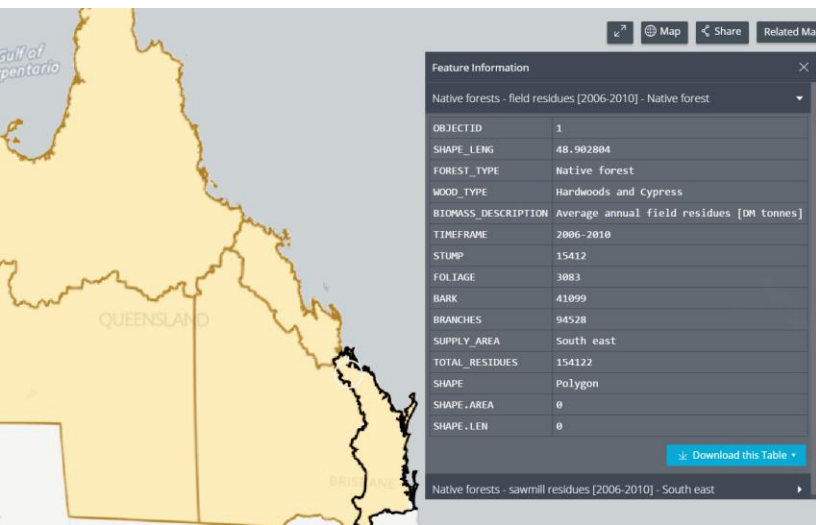 Gulf of
pentaria
Map
Share
Related Ma
Feature Information
Native forests - field residues [2006-2010] - Native forest
OBJECTID 1
SHAPE_LENG 48.902804
FOREST_TYPE Native forest
WOOD_TYPE Hardwoods and Cypress
BIOMASS_DESCRIPTION Average annual field residues [DM tonnes]
TIMEFRAME 2006-2010
STUMP 15412
FOLIAGE 3083
BARK 41099
BRANCHES 94528
SUPPLY_AREA South east
TOTAL_RESIDUES 154122
SHAPE Polygon
SHAPE.AREA 0
SHAPE.LEN 0
Download this Table
Native forests - sawmill residues [2006-2010] - South east
QUEENSLAND
BRISBANE